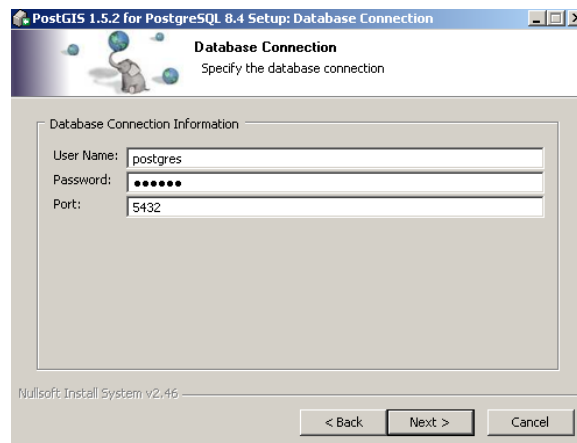 PostGIS 1.5.2 for PostgreSQL 8.4 Setup: Database Connection
Database Connection
Specify the database connection
Database Connection Information
User Name: postgres
Password: ●●●●●●
Port: 5432
Nullsoft Install System v2.46
< Back Next > Cancel